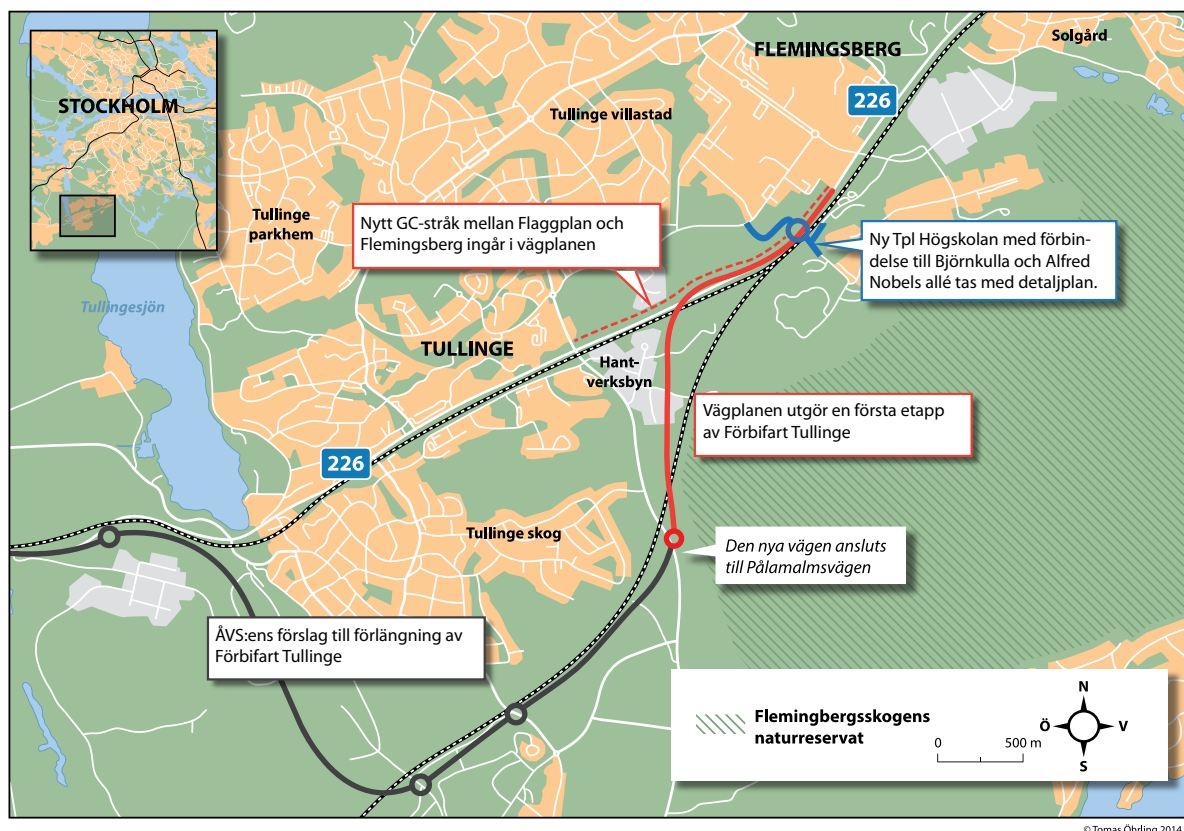 STOCKHOLM
FLEMINGSBERG
Solgård
226
Tullinge villastad
Tullinge
parkhem
Nytt GC-stråk mellan Flaggplan och
Flemingsberg ingår i vägplanen
Ny Tpl Högskolan med förbin-
delse till Björnkulla och Alfred
Nobels allé tas med detaljplan.
Tullingesjön
TULLINGE
Hant-
verksbyn
Vägplanen utgör en första etapp
av Förbifart Tullinge
226
Tullinge skog
Den nya vägen ansluts
till Pålamalmsvägen
ÅVS:ens förslag till förlängning av
Förbifart Tullinge
Flemingbergsskogens
naturreservat
0 500 m
N
Ö V
S
© Tomas Öhrling 2014